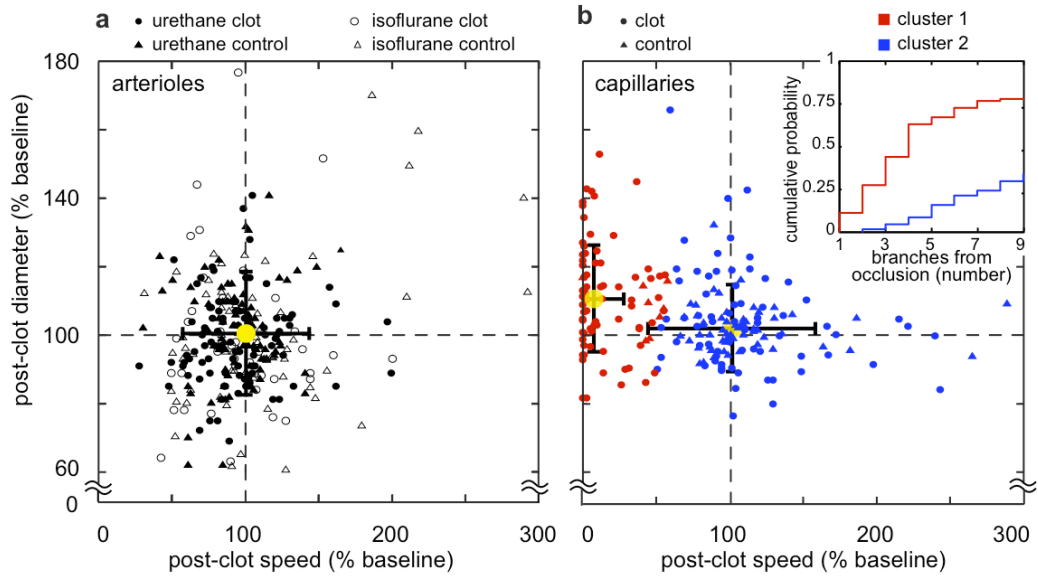 a
urethane clot
isoflurane clot
urethane control
isoflurane control
b
clot
control
cluster 1
cluster 2
arterioles
180
140
100
60
0
post-clot diameter (% baseline)
0
100
200
300
post-clot speed (% baseline)
capillaries
0
100
200
300
post-clot speed (% baseline)
1
0.75
0.5
0.25
0
cumulative probability
1
3
5
7
9
branches from
occlusion (number)